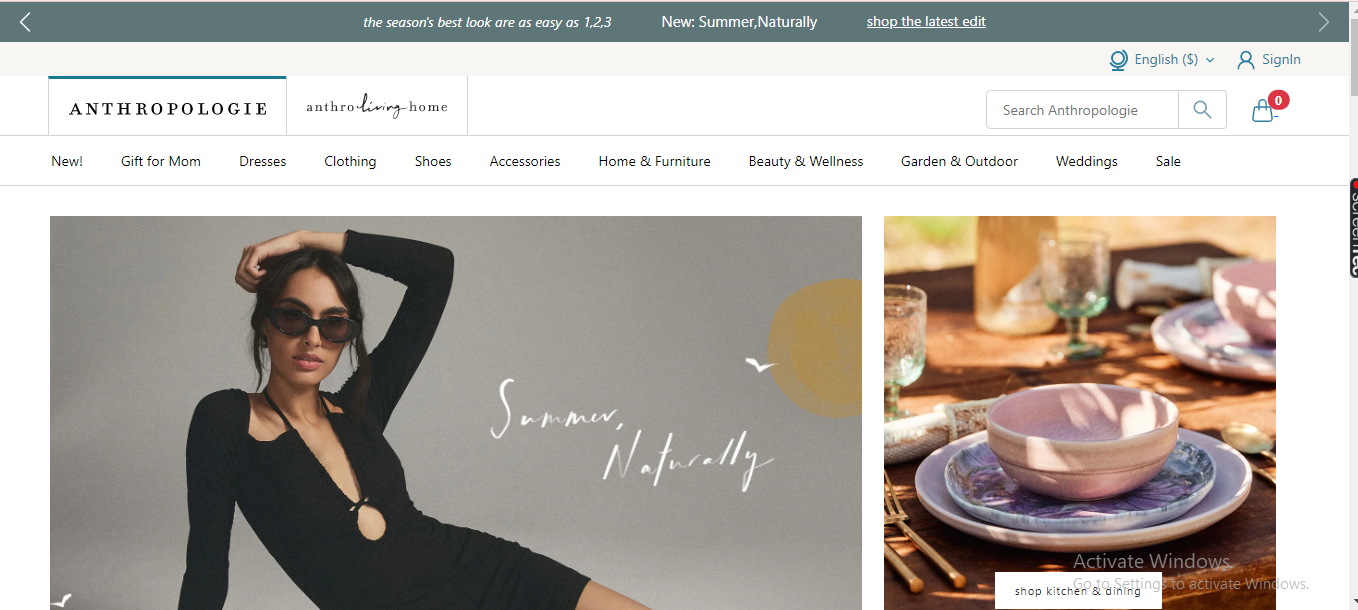 the season's best look are as easy as 1,2,3 New: Summer,Naturally shop the latest edit
English ($) SignIn
ANTHROPOLOGIE anthro living home Search Anthropologie 0
New! Gift for Mom Dresses Clothing Shoes Accessories Home & Furniture Beauty & Wellness Garden & Outdoor Weddings Sale
Summer,
Naturally
Activate Windows
Go to Settings to activate Windows.
shop kitchen & dining